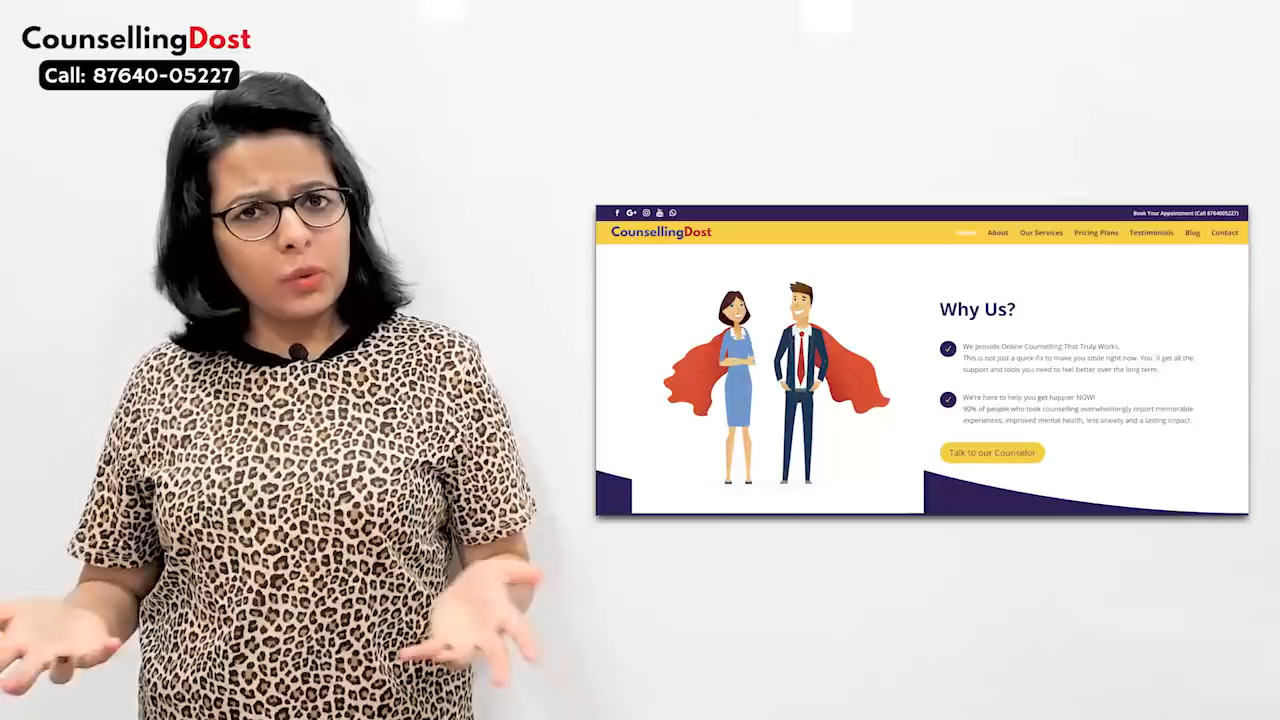 CounsellingDost
Call: 87640-05227
Book Your Appointment (Call 8764005227)
CounsellingDost
Home About Our Services Pricing Plans Testimonials Blog Contact
Why Us?
We provide Online Counselling That Truly Works.
This is not just a quick-fix to make you smile right now. You'll get all the
support and tools you need to feel better over the long term.
We're here to help you get happier NOW!
90% of people who took counselling overwhelmingly report memorable
experiences, improved mental health, less anxiety and a lasting impact.
Talk to our Counselor